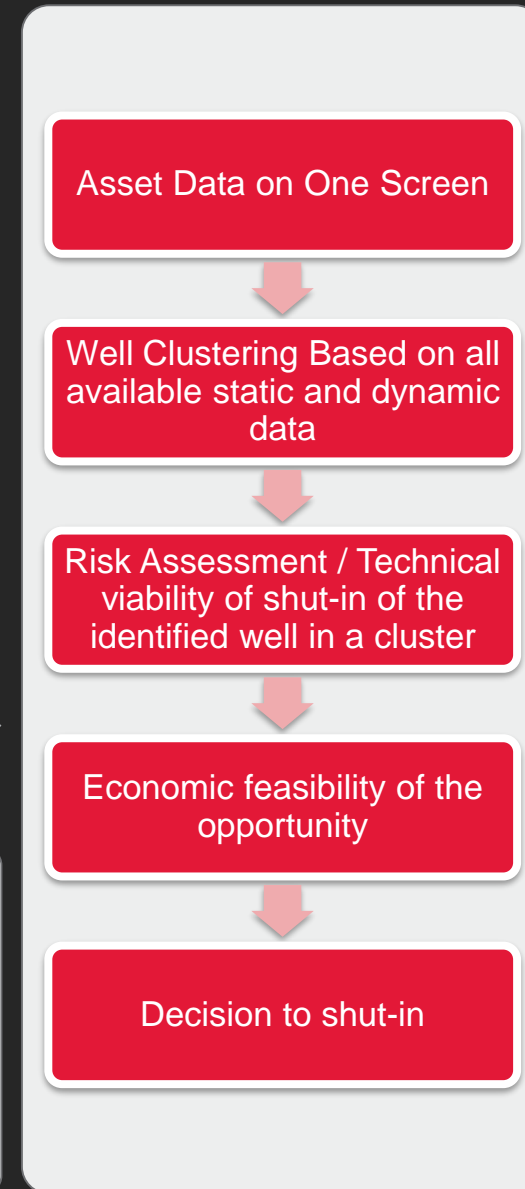 Asset Data on One Screen
Well Clustering Based on all
available static and dynamic
data
Risk Assessment / Technical
viability of shut-in of the
identified well in a cluster
Economic feasibility of the
opportunity
Decision to shut-in